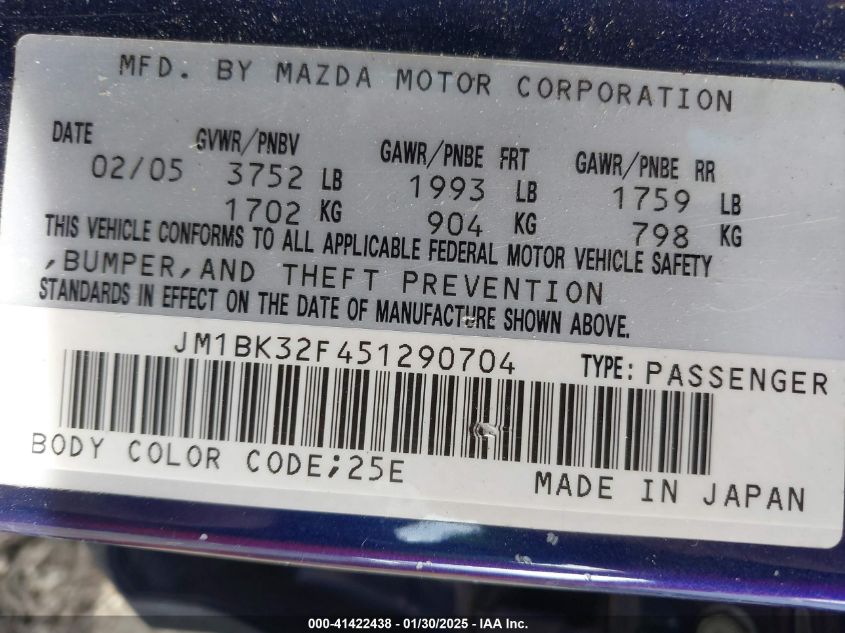 MFD. BY MAZDA MOTOR CORPORATION
DATE GVWR/PNBV GAWR/PNBE FRT GAWR/PNBE RR
02/05 3752 LB 1993 LB 1759 LB
1702 KG 904 KG 798 KG
THIS VEHICLE CONFORMS TO ALL APPLICABLE FEDERAL MOTOR VEHICLE SAFETY
,BUMPER,AND THEFT PREVENTION
STANDARDS IN EFFECT ON THE DATE OF MANUFACTURE SHOWN ABOVE.
JM1BK32F451290704 TYPE: PASSENGER
BODY COLOR CODE;25E MADE IN JAPAN
000-41422438 - 01/30/2025 - IAA Inc.